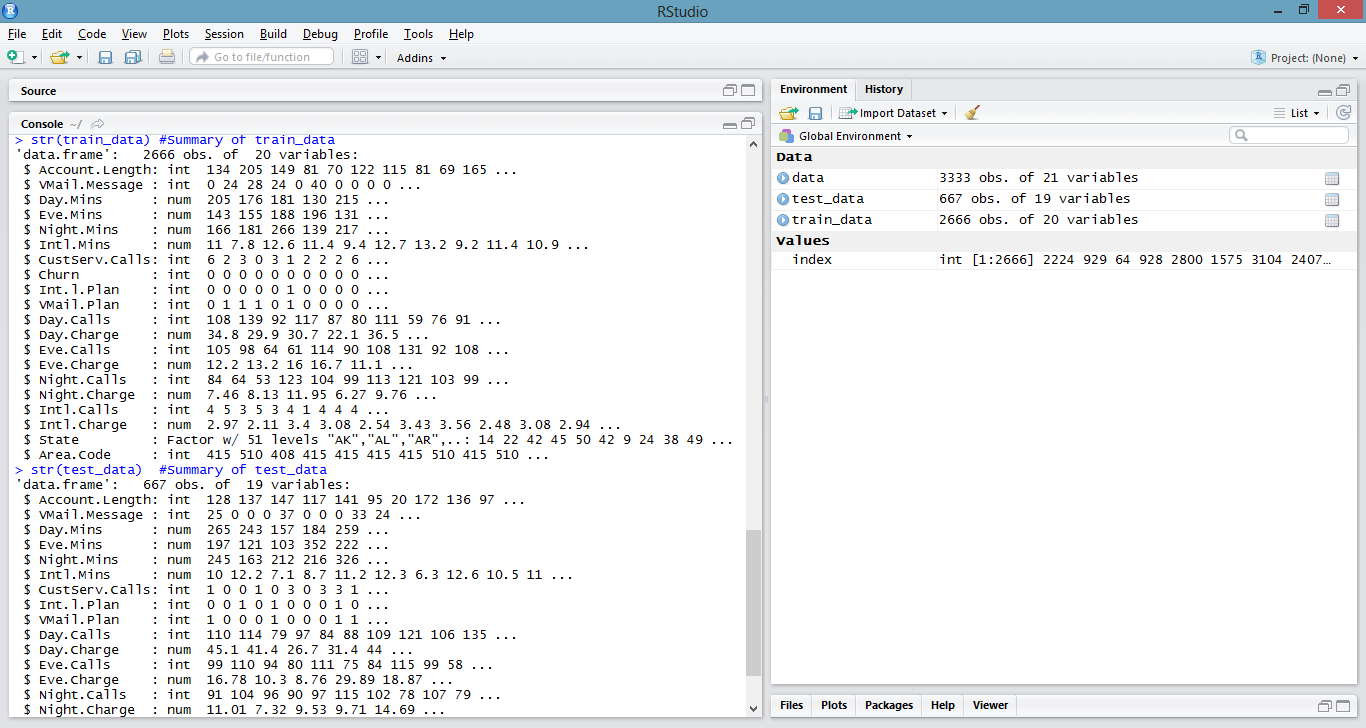 RStudio
File Edit Code View Plots Session Build Debug Profile Tools Help
Go to file/function Addins Project: (None)
Source
Console ~/
> str(train_data) #Summary of train_data
'data.frame':   2666 obs. of  20 variables:
 $ Account.Length: int  134 205 149 81 70 122 115 81 69 165 ...
 $ VMail.Message : int  0 24 28 24 0 40 0 0 0 0 ...
 $ Day.Mins      : num  205 176 181 130 215 ...
 $ Eve.Mins      : num  143 155 188 196 131 ...
 $ Night.Mins    : num  166 181 266 139 217 ...
 $ Intl.Mins     : num  11 7.8 12.6 11.4 9.4 12.7 13.2 9.2 11.4 10.9 ...
 $ CustServ.Calls: int  6 2 3 0 3 1 2 2 2 6 ...
 $ Churn         : int  0 0 0 0 0 0 0 0 0 0 ...
 $ Int.l.Plan    : int  0 0 0 0 0 1 0 0 0 0 ...
 $ VMail.Plan    : int  0 1 1 1 0 1 0 0 0 0 ...
 $ Day.Calls     : int  108 139 92 117 87 80 111 59 76 91 ...
 $ Day.Charge    : num  34.8 29.9 30.7 22.1 36.5 ...
 $ Eve.Calls     : int  105 98 64 61 114 90 108 131 92 108 ...
 $ Eve.Charge    : num  12.2 13.2 16 16.7 11.1 ...
 $ Night.Calls   : int  84 64 53 123 104 99 113 121 103 99 ...
 $ Night.Charge  : num  7.46 8.13 11.95 6.27 9.76 ...
 $ Intl.Calls    : int  4 5 3 5 3 4 1 4 4 4 ...
 $ Intl.Charge   : num  2.97 2.11 3.4 3.08 2.54 3.43 3.56 2.48 3.08 2.94 ...
 $ State         : Factor w/ 51 levels "AK","AL","AR",..: 14 22 42 45 50 42 9 24 38 49 ...
 $ Area.Code     : int  415 510 408 415 415 415 415 510 415 510 ...
> str(test_data)  #Summary of test_data
'data.frame':   667 obs. of  19 variables:
 $ Account.Length: int  128 137 147 117 141 95 20 172 136 97 ...
 $ VMail.Message : int  25 0 0 0 37 0 0 0 33 24 ...
 $ Day.Mins      : num  265 243 157 184 259 ...
 $ Eve.Mins      : num  197 121 103 352 222 ...
 $ Night.Mins    : num  245 163 212 216 326 ...
 $ Intl.Mins     : num  10 12.2 7.1 8.7 11.2 12.3 6.3 12.6 10.5 11 ...
 $ CustServ.Calls: int  1 0 0 1 0 3 0 3 3 1 ...
 $ Int.l.Plan    : int  0 0 1 0 1 0 0 0 1 0 ...
 $ VMail.Plan    : int  1 0 0 0 1 0 0 0 1 1 ...
 $ Day.Calls     : int  110 114 79 97 84 88 109 121 106 135 ...
 $ Day.Charge    : num  45.1 41.4 26.7 31.4 44 ...
 $ Eve.Calls     : int  99 110 94 80 111 75 84 115 99 58 ...
 $ Eve.Charge    : num  16.78 10.3 8.76 29.89 18.87 ...
 $ Night.Calls   : int  91 104 96 90 97 115 102 78 107 79 ...
 $ Night.Charge  : num  11.01 7.32 9.53 9.71 14.69 ...
Environment History
Import Dataset List
Global Environment
Data
data 3333 obs. of 21 variables
test_data 667 obs. of 19 variables
train_data 2666 obs. of 20 variables
Values
index int [1:2666] 2224 929 64 928 2800 1575 3104 2407…
Files Plots Packages Help Viewer